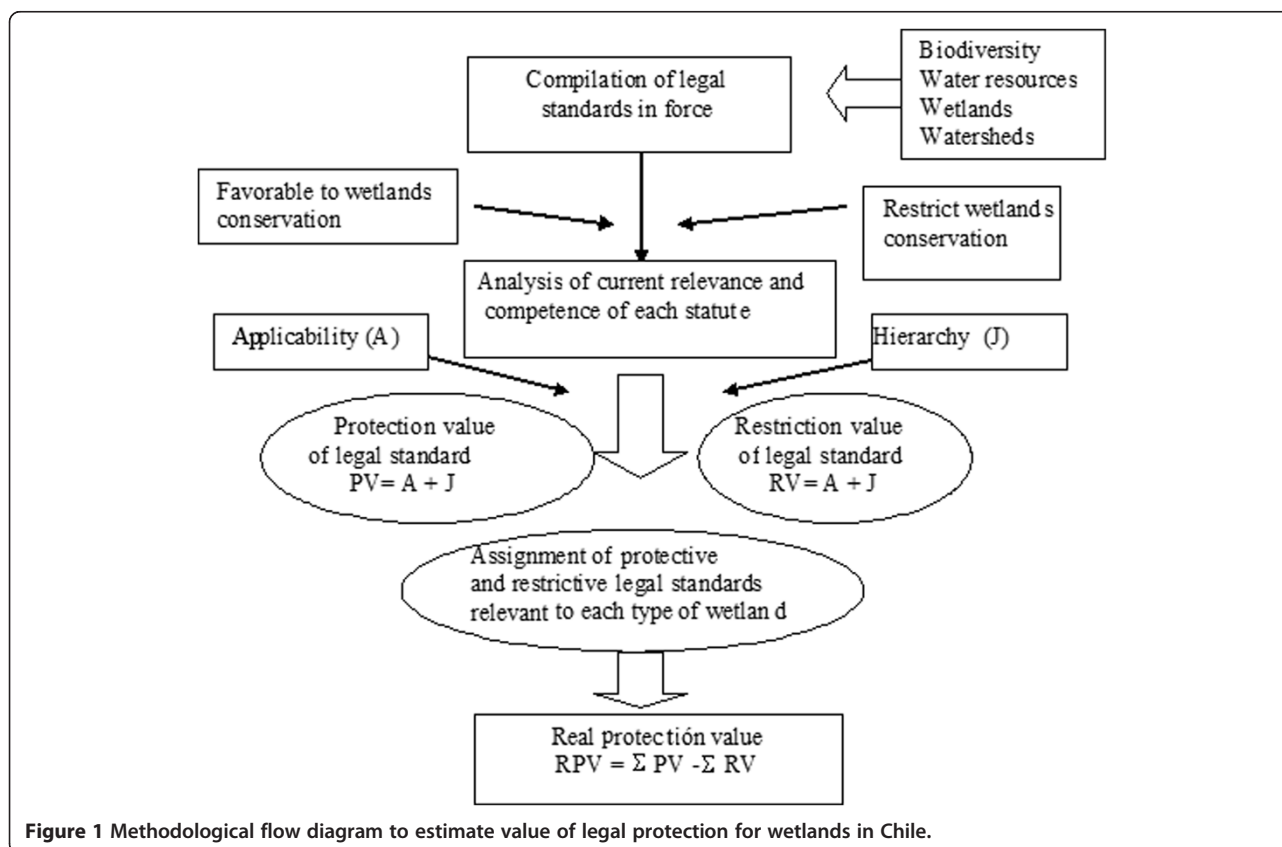 Compilation of legal
standards in force
Biodiversity
Water resources
Wetlands
Watersheds
Favorable to wetlands
conservation
Restrict wetlands
conservation
Analysis of current relevance and
competence of each statute
Applicability (A)
Hierarchy (J)
Protection value
of legal standard
PV= A + J
Restriction value
of legal standard
RV= A + J
Assignment of protective
and restrictive legal standards
relevant to each type of wetland
Real protectión value
RPV = Σ PV -Σ RV
Figure 1 Methodological flow diagram to estimate value of legal protection for wetlands in Chile.